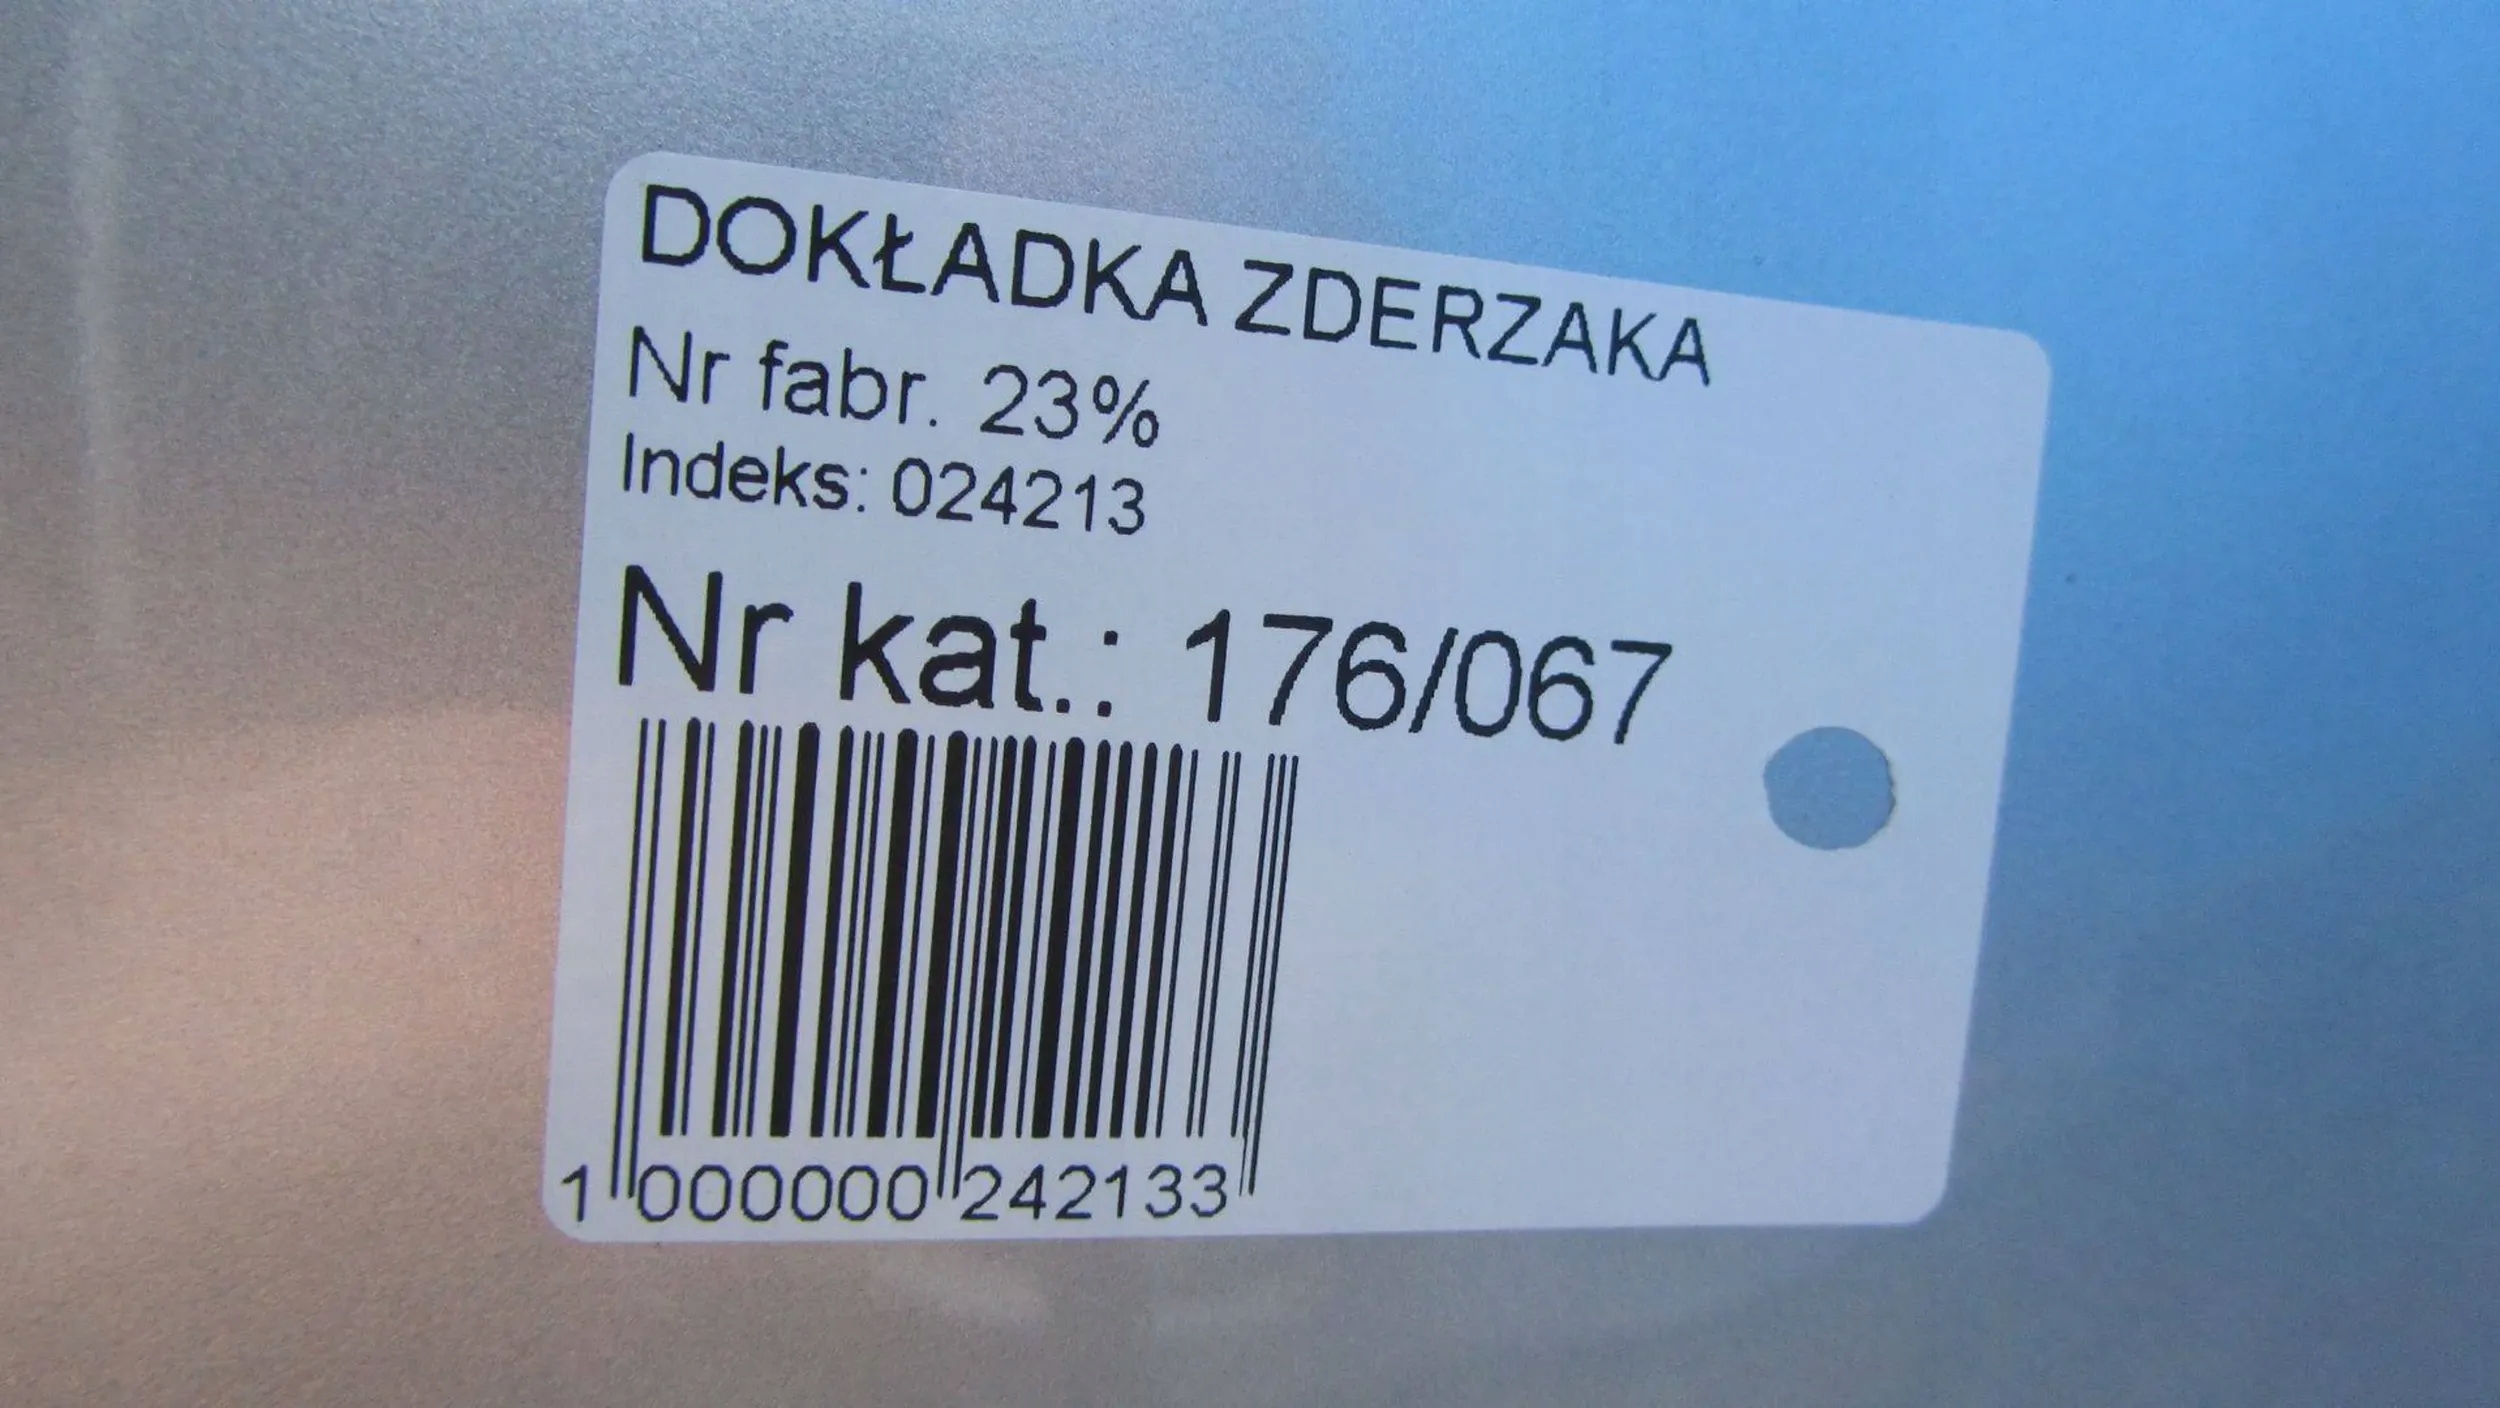 DOKŁADKA ZDERZAKA
Nr fabr. 23%
Indeks: 024213
Nr kat.: 176/067
1 000000 242133